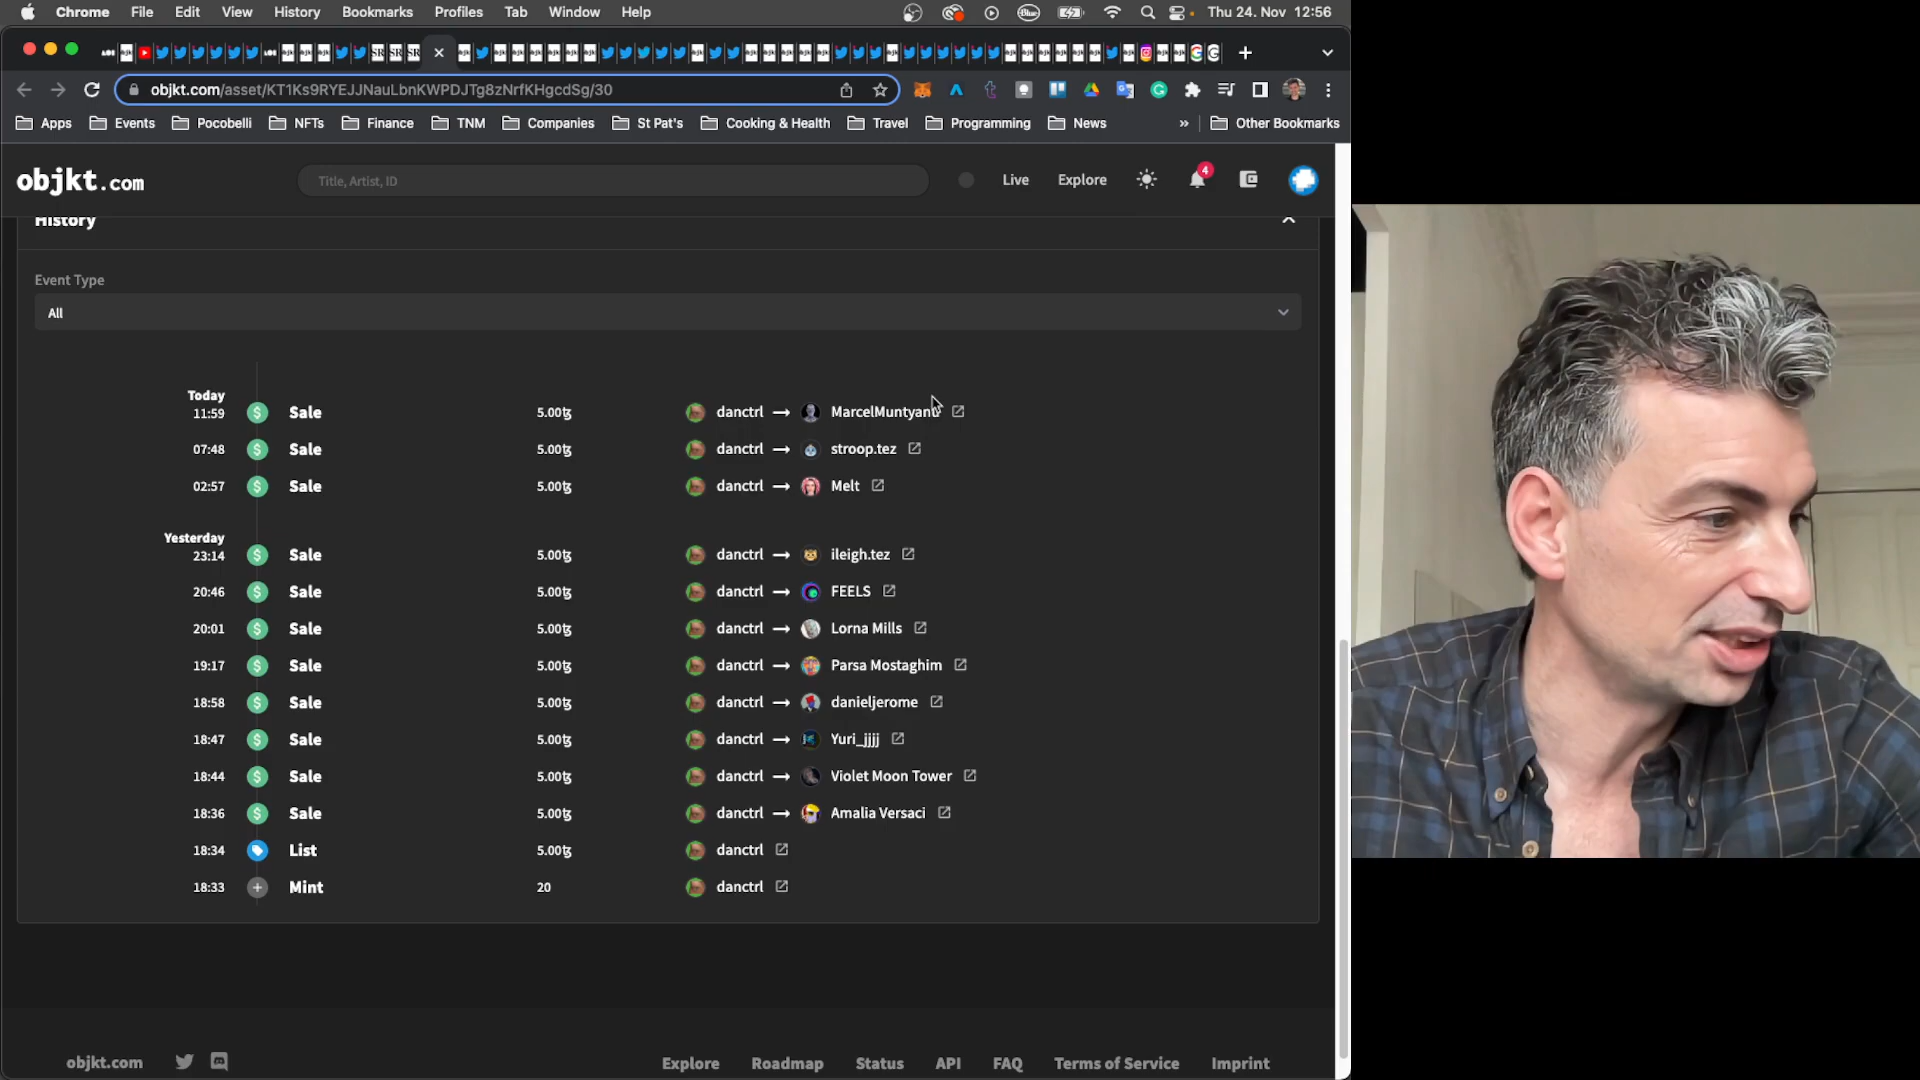 Chrome File Edit View History Bookmarks Profiles Tab Window Help Blue Thu 24. Nov 12:56
objkt.com/asset/KT1Ks9RYEJJNauLbnKWPDJTg8zNrfKHgcdSg/30
Apps Events Pocobelli NFTs Finance TNM Companies St Pat's Cooking & Health Travel Programming News » Other Bookmarks
objkt.com Title, Artist, ID Live Explore 4
History
Event Type
All
Today
11:59 Sale 5.00ꜩ danctrl → MarcelMuntyanu
07:48 Sale 5.00ꜩ danctrl → stroop.tez
02:57 Sale 5.00ꜩ danctrl → Melt
Yesterday
23:14 Sale 5.00ꜩ danctrl → ileigh.tez
20:46 Sale 5.00ꜩ danctrl → FEELS
20:01 Sale 5.00ꜩ danctrl → Lorna Mills
19:17 Sale 5.00ꜩ danctrl → Parsa Mostaghim
18:58 Sale 5.00ꜩ danctrl → danieljerome
18:47 Sale 5.00ꜩ danctrl → Yuri_jjjj
18:44 Sale 5.00ꜩ danctrl → Violet Moon Tower
18:36 Sale 5.00ꜩ danctrl → Amalia Versaci
18:34 List 5.00ꜩ danctrl
18:33 Mint 20 danctrl
objkt.com Explore Roadmap Status API FAQ Terms of Service Imprint